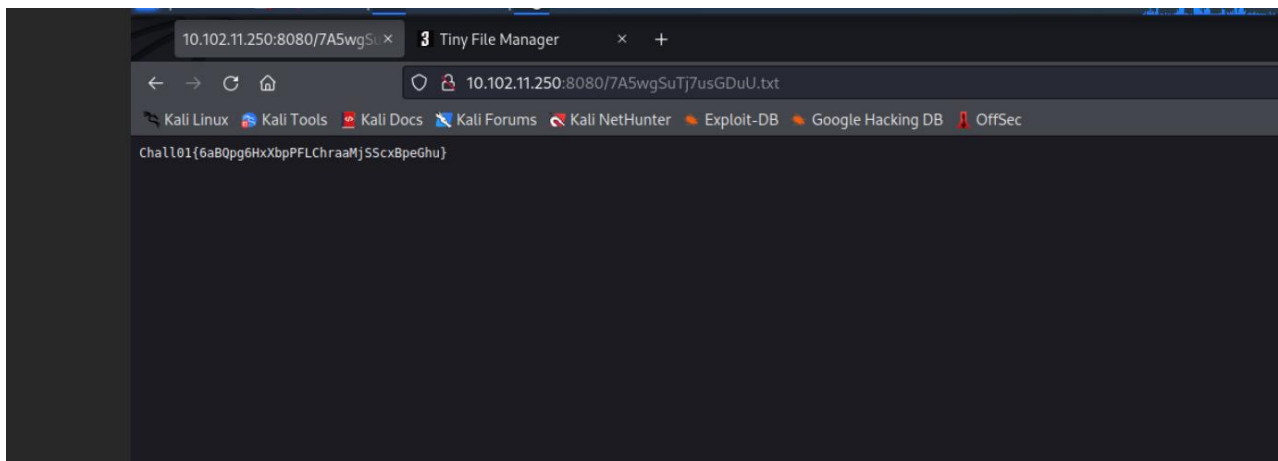 10.102.11.250:8080/7A5wgSu × Tiny File Manager × +
10.102.11.250:8080/7A5wgSuTj7usGDuU.txt
Kali Linux Kali Tools Kali Docs Kali Forums Kali NetHunter Exploit-DB Google Hacking DB OffSec
Chall01{6aBQpg6HxXbpPFLChraaMjSScxBpeGhu}